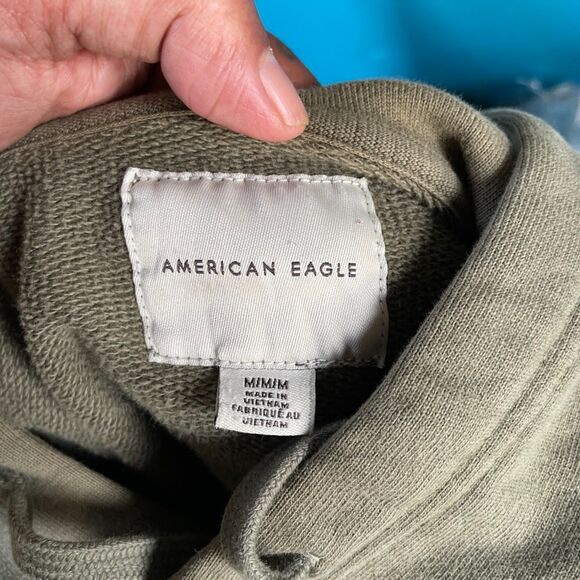 AMERICAN EAGLE
M/M/M
MADE IN
VIETNAM
FABRIQUÉ AU
VIETNAM